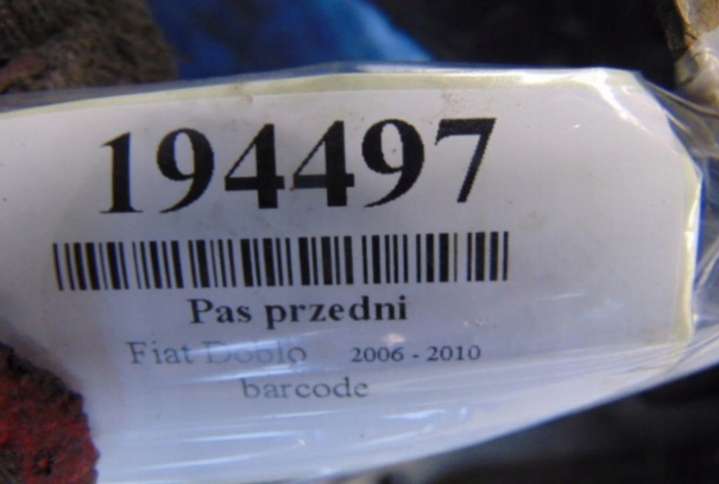 194497
Pas przedni
Fiat Doblo 2006 - 2010
barcode